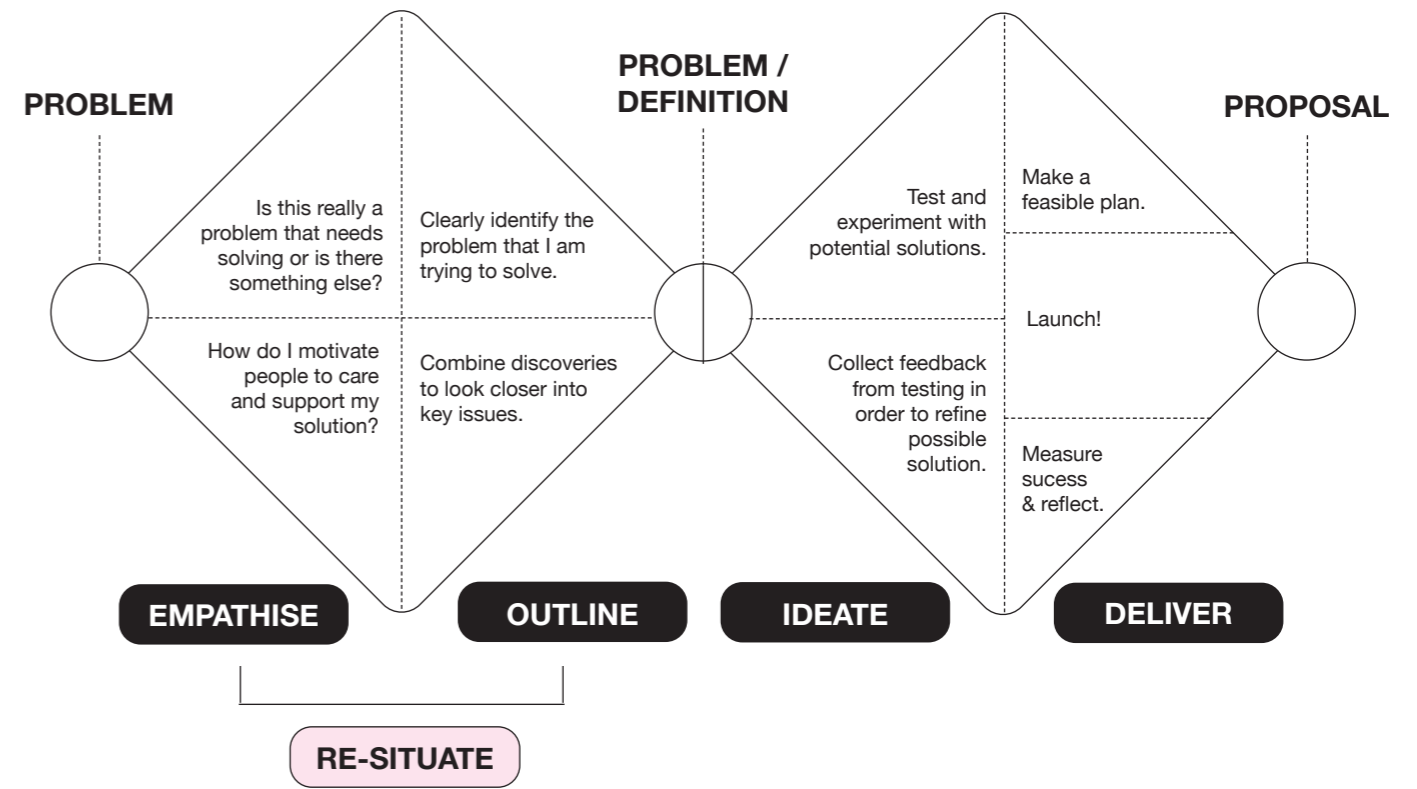 PROBLEM
PROBLEM /
DEFINITION
PROPOSAL
Is this really a
problem that needs
solving or is there
something else?
Clearly identify the
problem that I am
trying to solve.
How do I motivate
people to care
and support my
solution?
Combine discoveries
to look closer into
key issues.
Test and
experiment with
potential solutions.
Collect feedback
from testing in
order to refine
possible
solution.
Make a
feasible plan.
Launch!
Measure
sucess
& reflect.
EMPATHISE
OUTLINE
IDEATE
DELIVER
RE-SITUATE